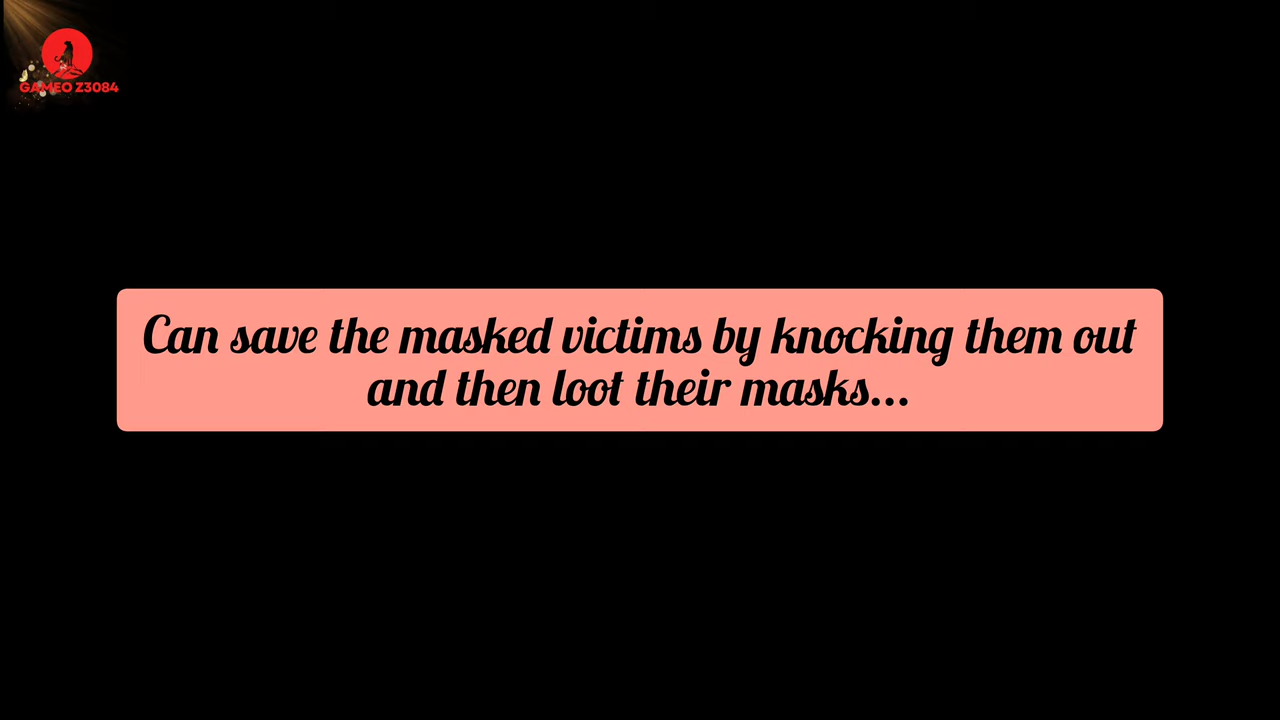 GAMEO Z3084
Can save the masked victims by knocking them out
and then loot their masks...